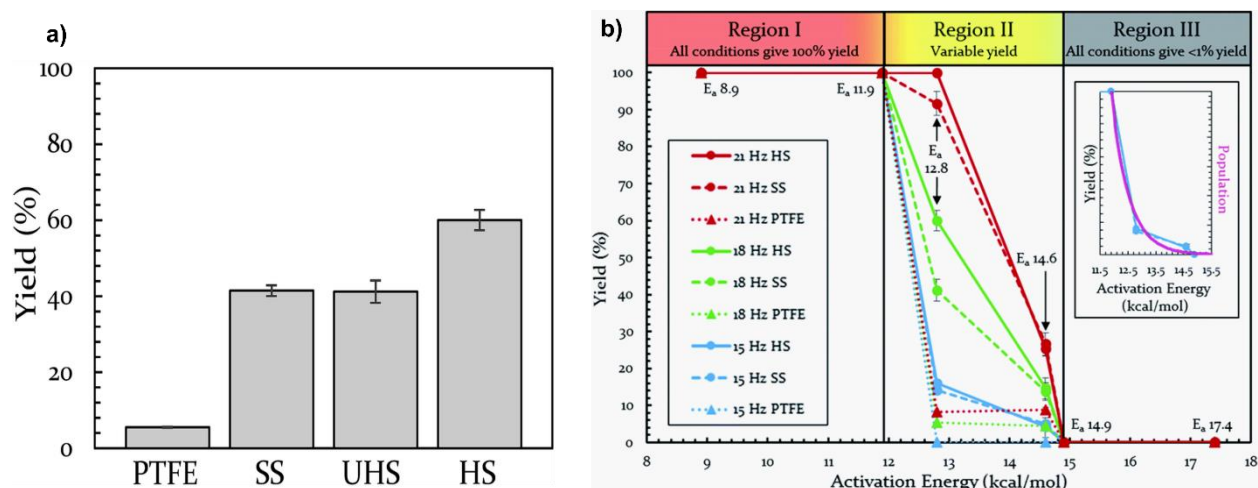 a)
100
80
60
40
20
0
Yield (%)
PTFE SS UHS HS
b)
Region I
All conditions give 100% yield
Region II
Variable yield
Region III
All conditions give <1% yield
100
90
80
70
60
50
40
30
20
10
0
Yield (%)
Ea 8.9
Ea 11.9
Ea
12.8
Ea 14.6
Ea 14.9
Ea 17.4
21 Hz HS
21 Hz SS
21 Hz PTFE
18 Hz HS
18 Hz SS
18 Hz PTFE
15 Hz HS
15 Hz SS
15 Hz PTFE
Yield (%)
Population
11.5 12.5 13.5 14.5 15.5
Activation Energy
(kcal/mol)
8 9 10 11 12 13 14 15 16 17 18
Activation Energy (kcal/mol)